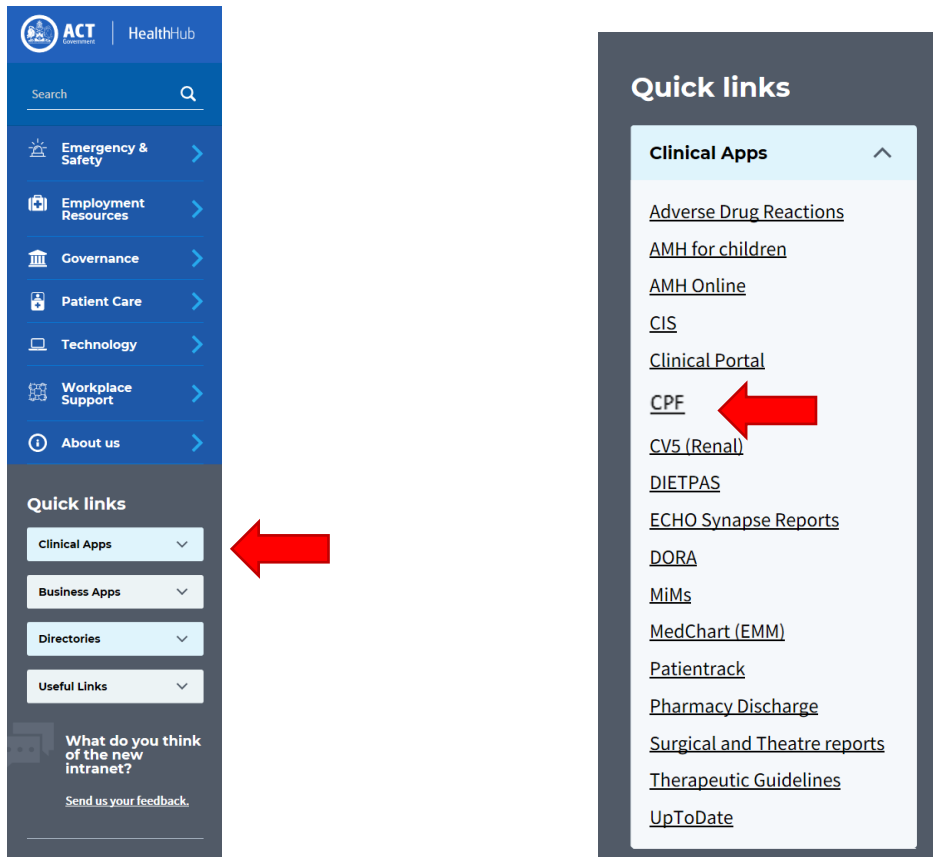 ACT
Government
HealthHub
Search
Emergency &
Safety
Employment
Resources
Governance
Patient Care
Technology
Workplace
Support
About us
Quick links
Clinical Apps
Business Apps
Directories
Useful Links
What do you think
of the new
intranet?
Send us your feedback.
Quick links
Clinical Apps
Adverse Drug Reactions
AMH for children
AMH Online
CIS
Clinical Portal
CPF
CV5 (Renal)
DIETPAS
ECHO Synapse Reports
DORA
MiMs
MedChart (EMM)
Patientrack
Pharmacy Discharge
Surgical and Theatre reports
Therapeutic Guidelines
UpToDate